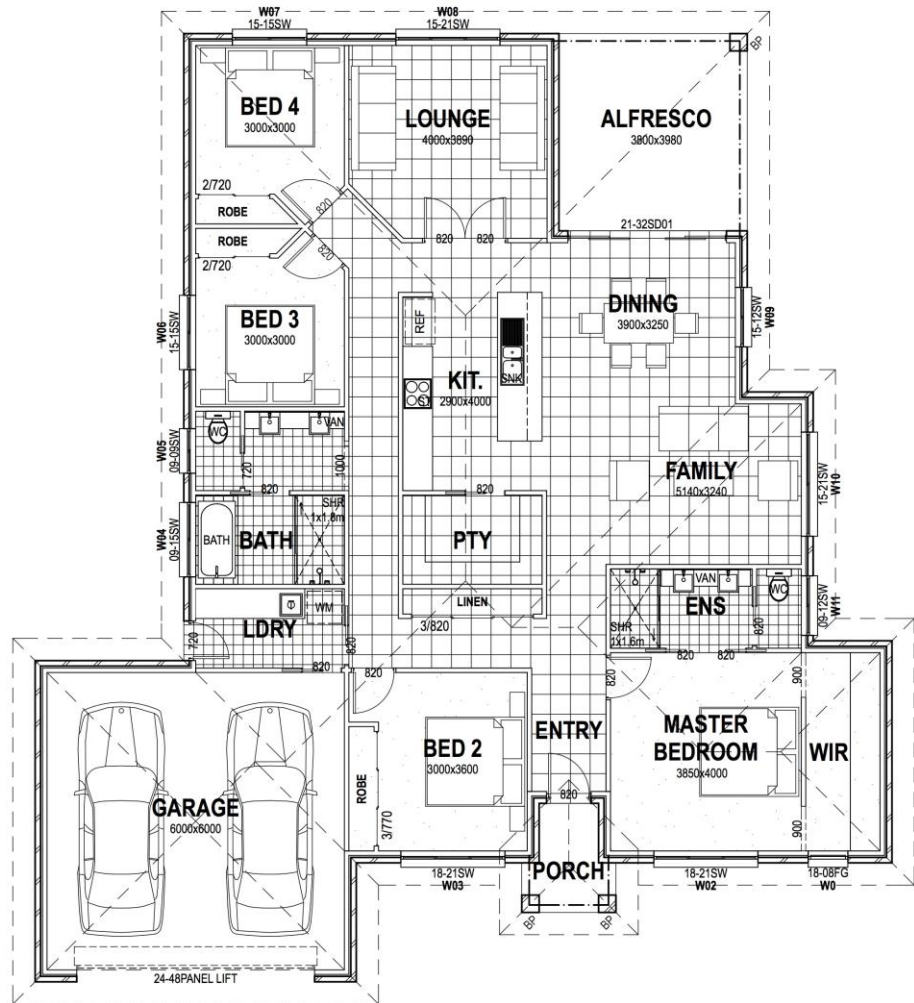 W07
15-15SW
W08
15-21SW
BP
BED 4
3000x3000
LOUNGE
4000x3890
ALFRESCO
3800x3980
2/720
ROBE
820
ROBE
2/720
820
820
820
21-32SD01
W06
15-15SW
BED 3
3000x3000
REF
ST
KIT.
2900x4000
SNK
DINING
3900x3250
15-12SW
W09
WC
VAN
W05
09-09SW
720
1000
820
820
FAMILY
5140x3240
15-21SW
W10
W04
09-15SW
BATH
BATH
SHR
1x1.8m
PTY
LINEN
3/820
WM
LDRY
720
820
820
820
VAN
WC
ENS
SHR
1x1.6m
820
820
820
09-12SW
W11
820
900
ENTRY
MASTER
BEDROOM
3850x4000
WIR
900
BED 2
3000x3600
ROBE
3/770
820
GARAGE
6000x6000
18-21SW
W03
PORCH
BP
BP
18-21SW
W02
18-08FG
W0
24-48PANEL LIFT